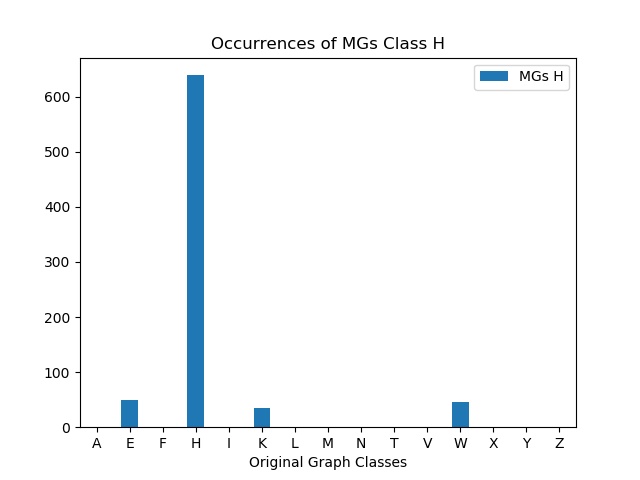 Occurrences of MGs Class H
MGs H
600
500
400
300
200
100
0
A E F H I K L M N T V W X Y Z
Original Graph Classes